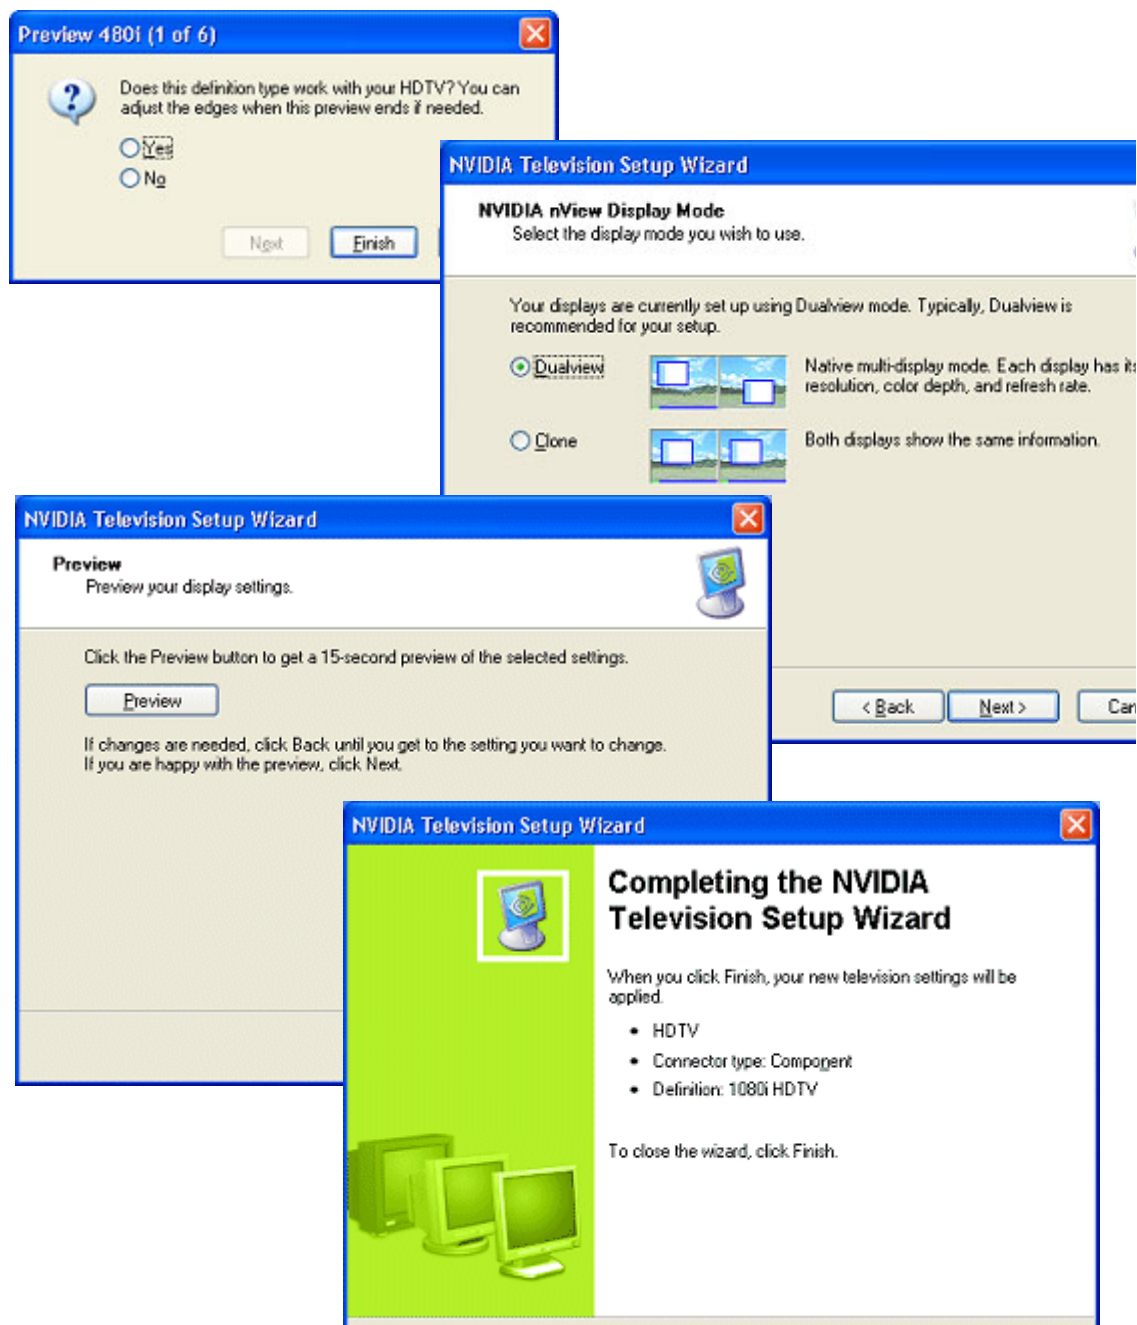 Preview 480i (1 of 6)
Does this definition type work with your HDTV? You can
adjust the edges when this preview ends if needed.
Yes
No
Next
Finish
NVIDIA Television Setup Wizard
NVIDIA nView Display Mode
Select the display mode you wish to use.
Your displays are currently set up using Dualview mode. Typically, Dualview is
recommended for your setup.
Dualview
Native multi-display mode. Each display has its
resolution, color depth, and refresh rate.
Clone
Both displays show the same information.
< Back
Next >
NVIDIA Television Setup Wizard
Preview
Preview your display settings.
Click the Preview button to get a 15-second preview of the selected settings.
Preview
If changes are needed, click Back until you get to the setting you want to change.
If you are happy with the preview, click Next.
NVIDIA Television Setup Wizard
Completing the NVIDIA
Television Setup Wizard
When you click Finish, your new television settings will be
applied.
• HDTV
• Connector type: Component
• Definition: 1080i HDTV
To close the wizard, click Finish.